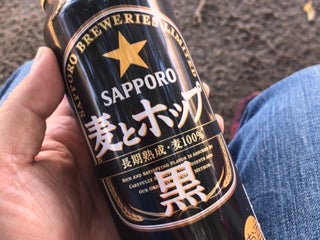 SAPPORO BREWERIES LIMITED
SAPPORO
麦とホップ
長期熟成・麦100%
RICH AND SATISFYING FLAVOR IS ACHIEVED BY
CAREFULLY
OUR
黒